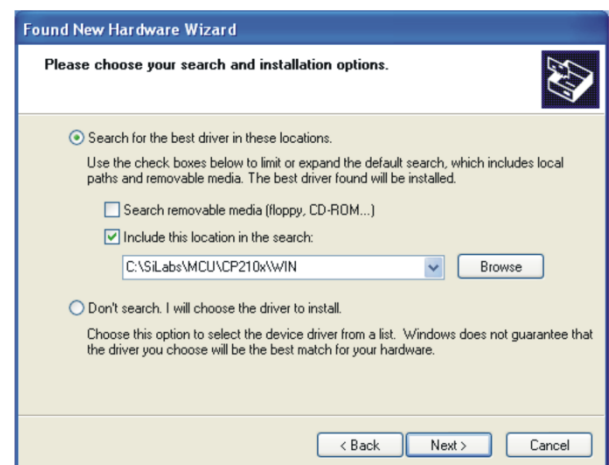 Found New Hardware Wizard
Please choose your search and installation options.
Search for the best driver in these locations.
Use the check boxes below to limit or expand the default search, which includes local
paths and removable media. The best driver found will be installed.
Search removable media (floppy, CD-ROM...)
Include this location in the search:
C:\SiLabs\MCU\CP210x\WIN
Browse
Don't search. I will choose the driver to install.
Choose this option to select the device driver from a list. Windows does not guarantee that
the driver you choose will be the best match for your hardware.
< Back
Next >
Cancel